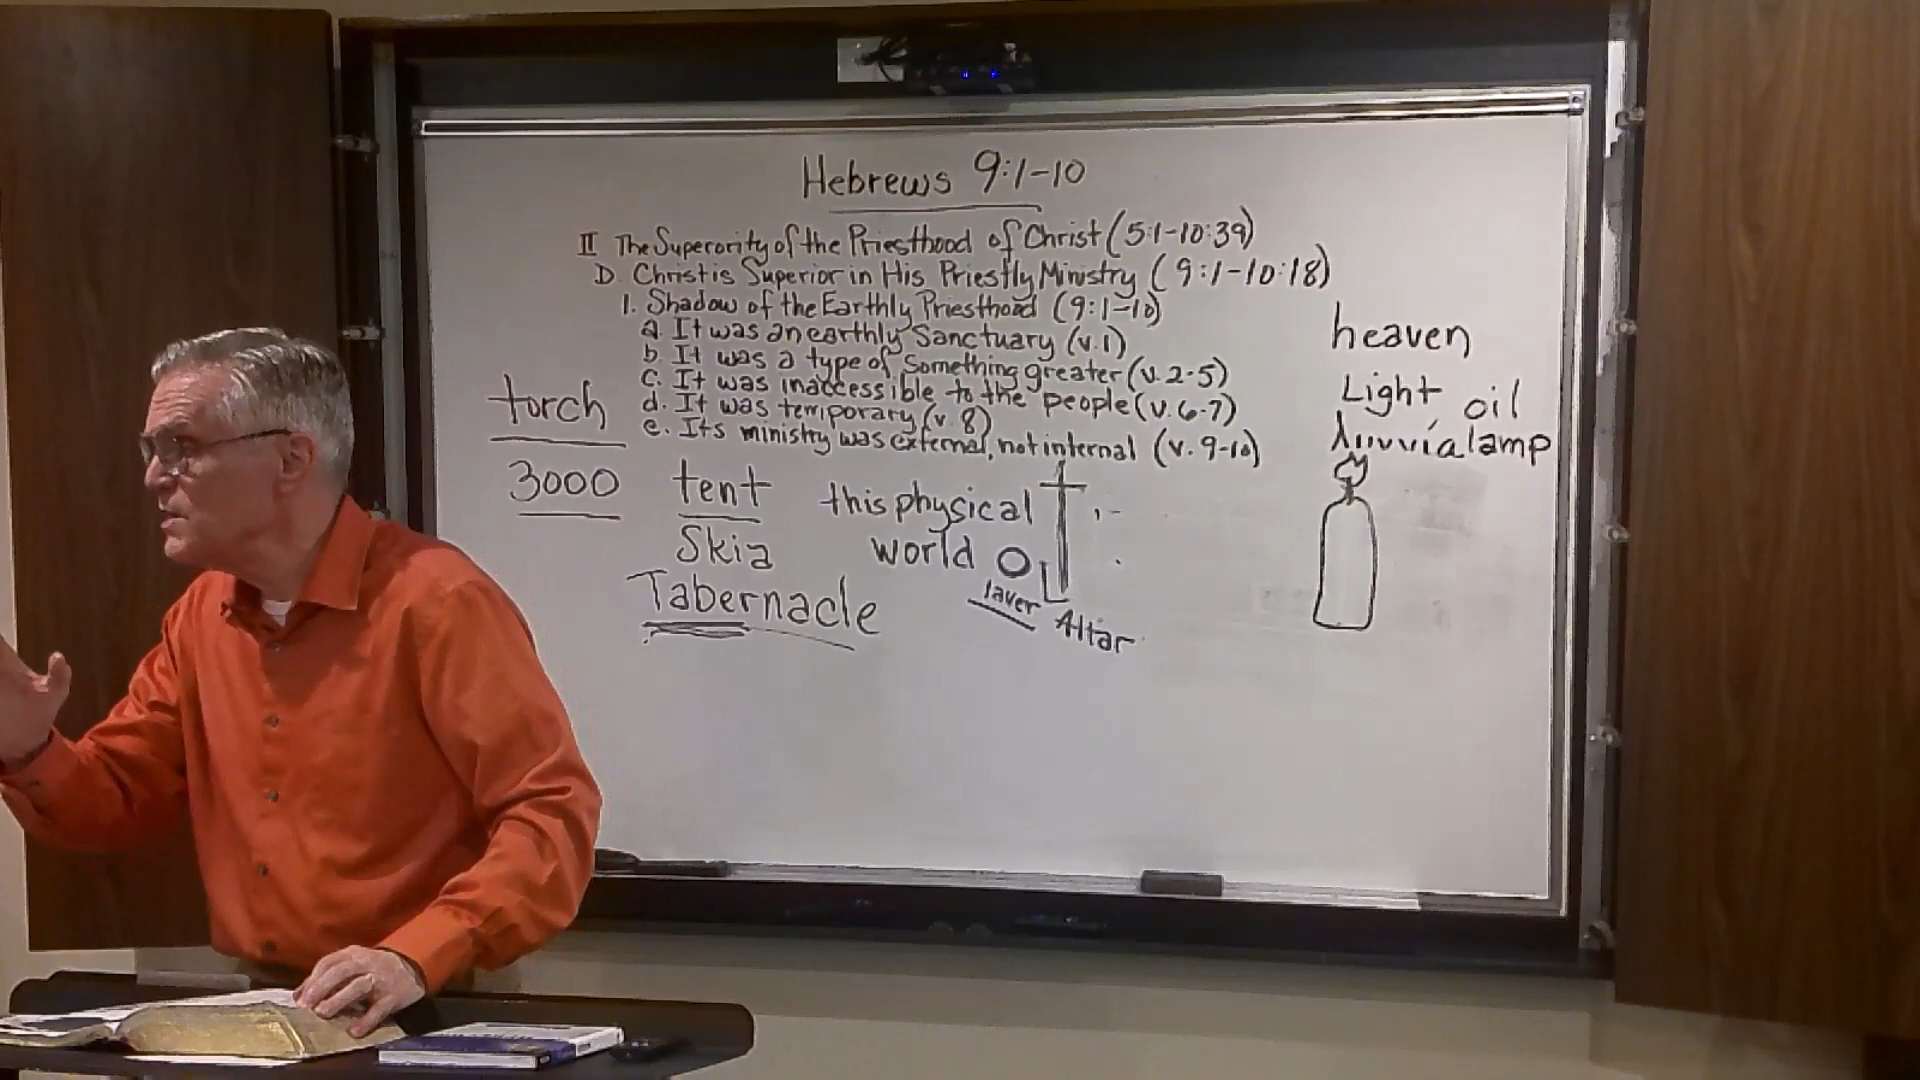 Hebrews 9:1-10
II The Superority of the Priesthood of Christ (5:1-10:39)
D. Christ is Superior in His Priestly Ministry (9:1-10:18)
1. Shadow of the Earthly Priesthood (9:1-10)
a. It was an earthly Sanctuary (v.1)
b. It was a type of Something greater (v.2-5)
c. It was inaccessible to the people (v.6-7)
d. It was temporary (v.8)
e. Its ministry was external, not internal (v.9-10)
torch
3000
tent
Skia
Tabernacle
this physical
world
laver
Altar
heaven
Light oil
lamp